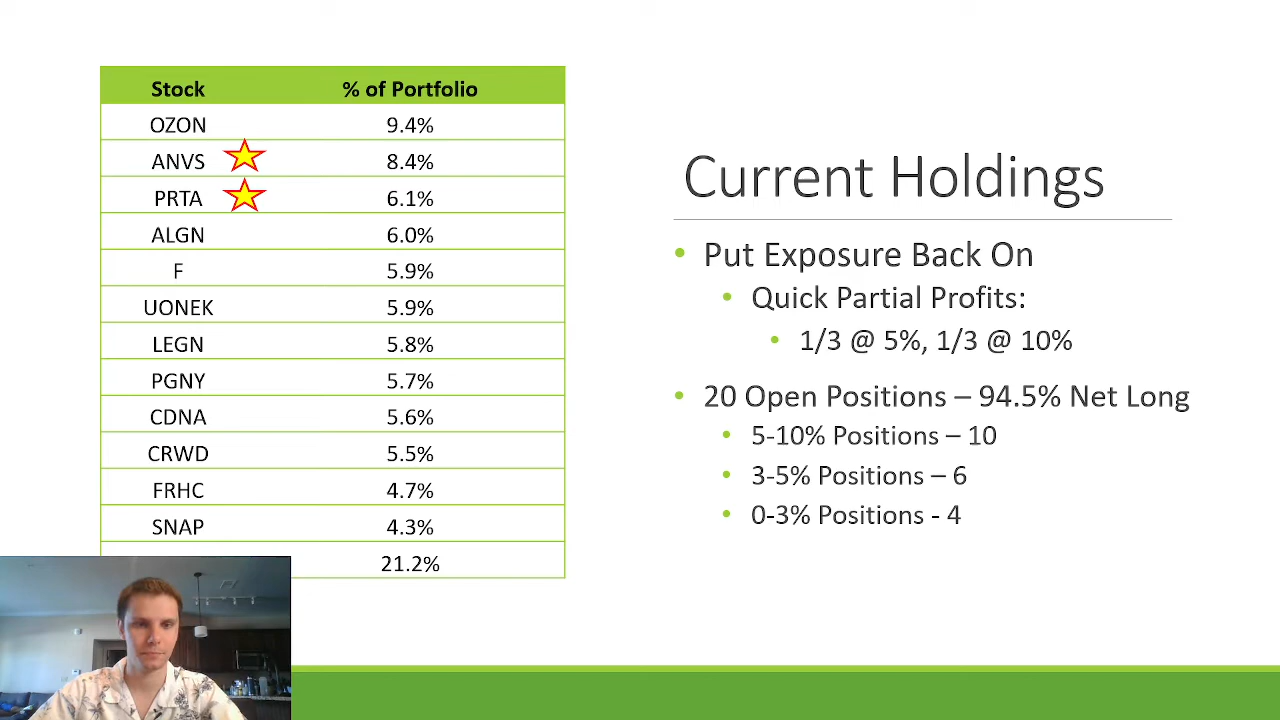 Stock % of Portfolio
OZON 9.4%
ANVS 8.4%
PRTA 6.1%
ALGN 6.0%
F 5.9%
UONEK 5.9%
LEGN 5.8%
PGNY 5.7%
CDNA 5.6%
CRWD 5.5%
FRHC 4.7%
SNAP 4.3%
21.2%
Current Holdings
• Put Exposure Back On
• Quick Partial Profits:
• 1/3 @ 5%, 1/3 @ 10%
• 20 Open Positions – 94.5% Net Long
• 5-10% Positions – 10
• 3-5% Positions – 6
• 0-3% Positions - 4